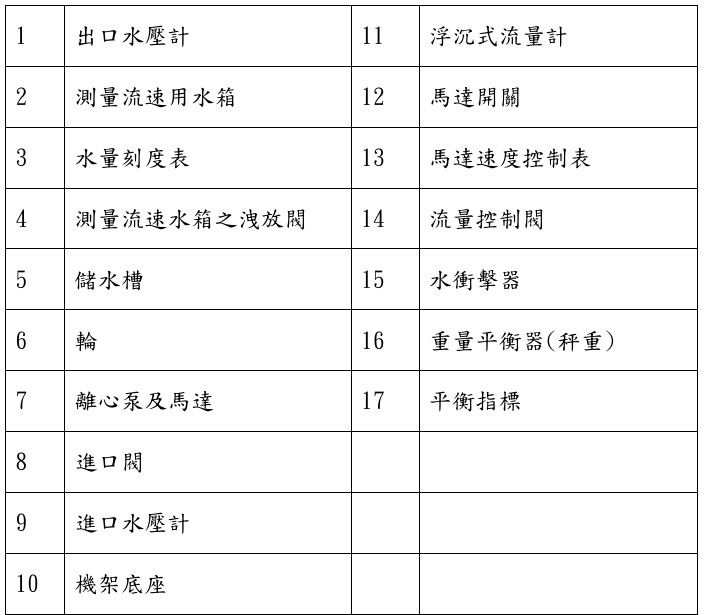 1 出口水壓計 11 浮沉式流量計
2 測量流速用水箱 12 馬達開關
3 水量刻度表 13 馬達速度控制表
4 測量流速水箱之洩放閥 14 流量控制閥
5 儲水槽 15 水衝擊器
6 輪 16 重量平衡器(秤重)
7 離心泵及馬達 17 平衡指標
8 進口閥
9 進口水壓計
10 機架底座